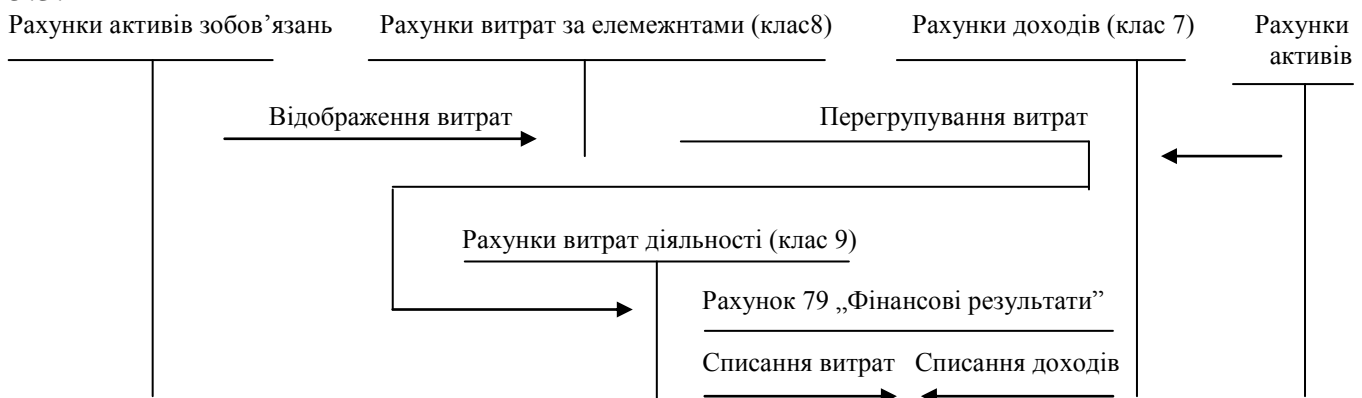 Рахунки активів зобов’язань Рахунки витрат за елемежнтами (клас8) Рахунки доходів (клас 7) Рахунки
активів
Відображення витрат Перегрупування витрат
Рахунки витрат діяльності (клас 9)
Рахунок 79 „Фінансові результати”
Списання витрат Списання доходів